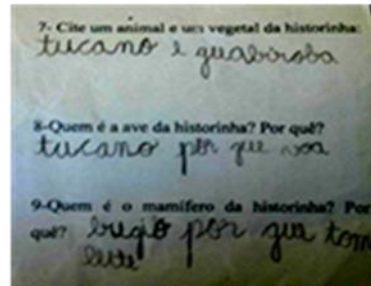 7- Cite um animal e um vegetal da historinha:
tucano e guabiroba
8-Quem é a ave da historinha? Por quê?
tucano por que voa
9-Quem é o mamífero da historinha? Por
quê? bugio por que tom
leite